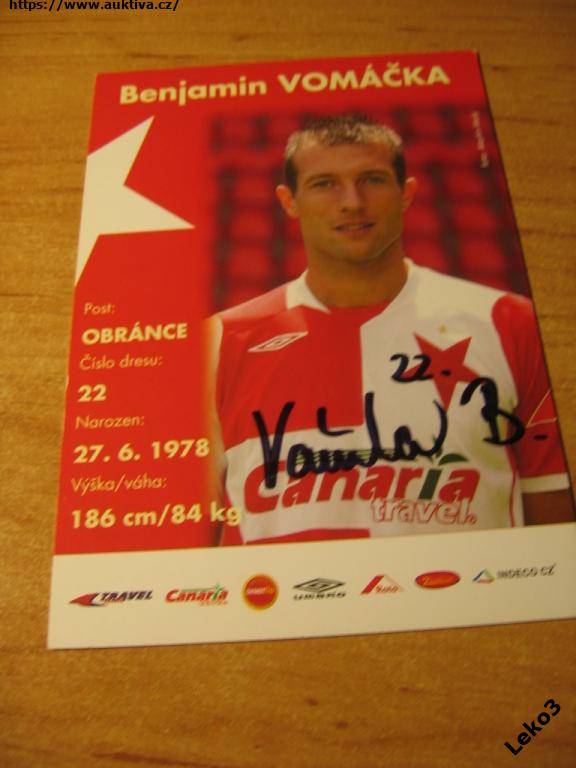 https://www.auktiva.cz/
Benjamin VOMÁČKA
Post:
OBRÁNCE
Číslo dresu:
22
Narozen:
27. 6. 1978
Výška/váha:
186 cm/84 kg
22.
B.
Canaria
travel
TRAVEL
Canaria
UMBRO
INDECO CZ
Leko3